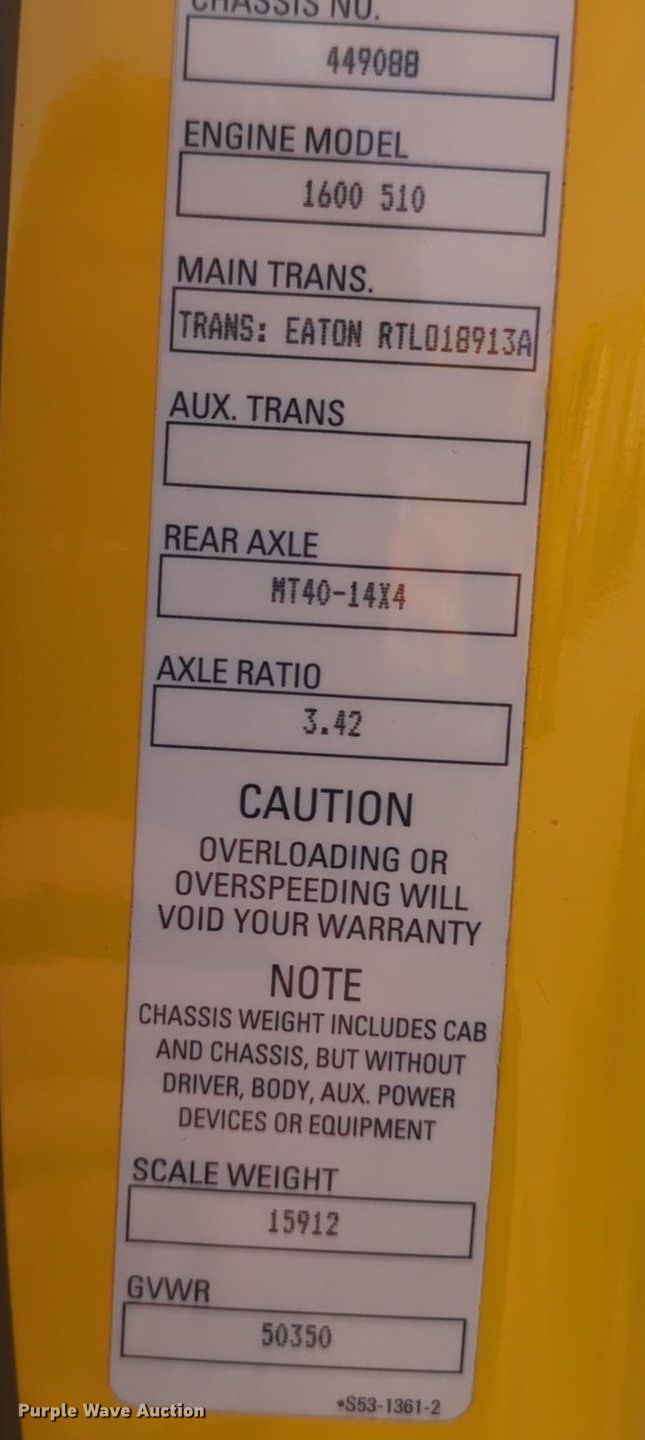 CHASSIS NO.
449088
ENGINE MODEL
1600 510
MAIN TRANS.
TRANS: EATON RTLO18913A
AUX. TRANS
REAR AXLE
MT40-14X4
AXLE RATIO
3.42
CAUTION
OVERLOADING OR
OVERSPEEDING WILL
VOID YOUR WARRANTY
NOTE
CHASSIS WEIGHT INCLUDES CAB
AND CHASSIS, BUT WITHOUT
DRIVER, BODY, AUX. POWER
DEVICES OR EQUIPMENT
SCALE WEIGHT
15912
GVWR
50350
•S53-1361-2
Purple Wave Auction